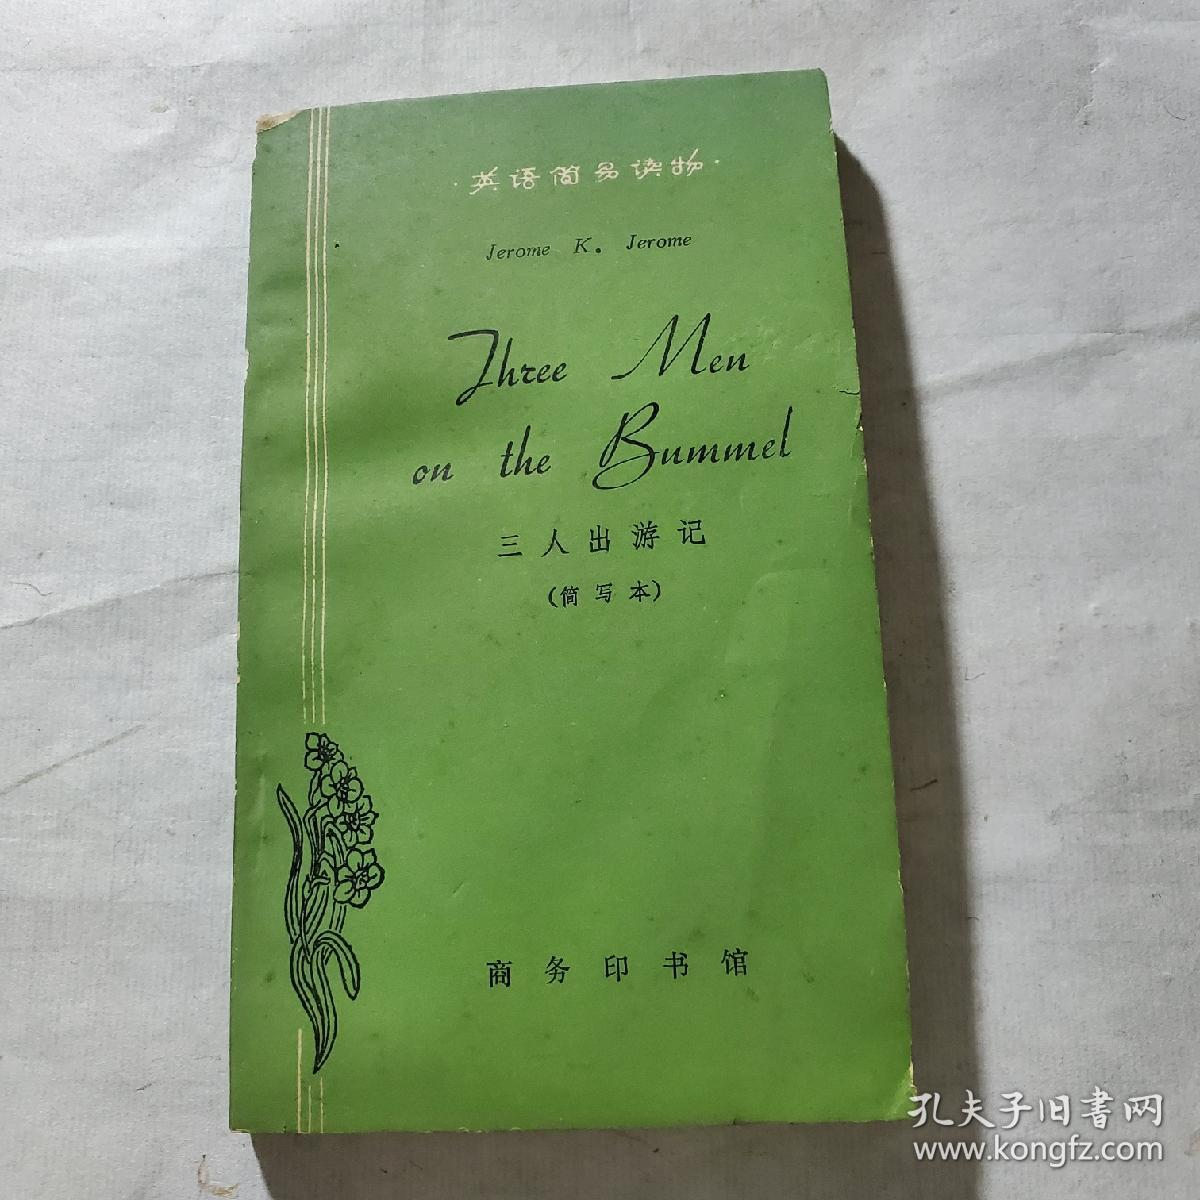 ·英语简易读物·
Jerome K. Jerome
Three Men
on the Bummel
三人出游记
(简写本)
商务印书馆
孔夫子旧書网
www.kongfz.com